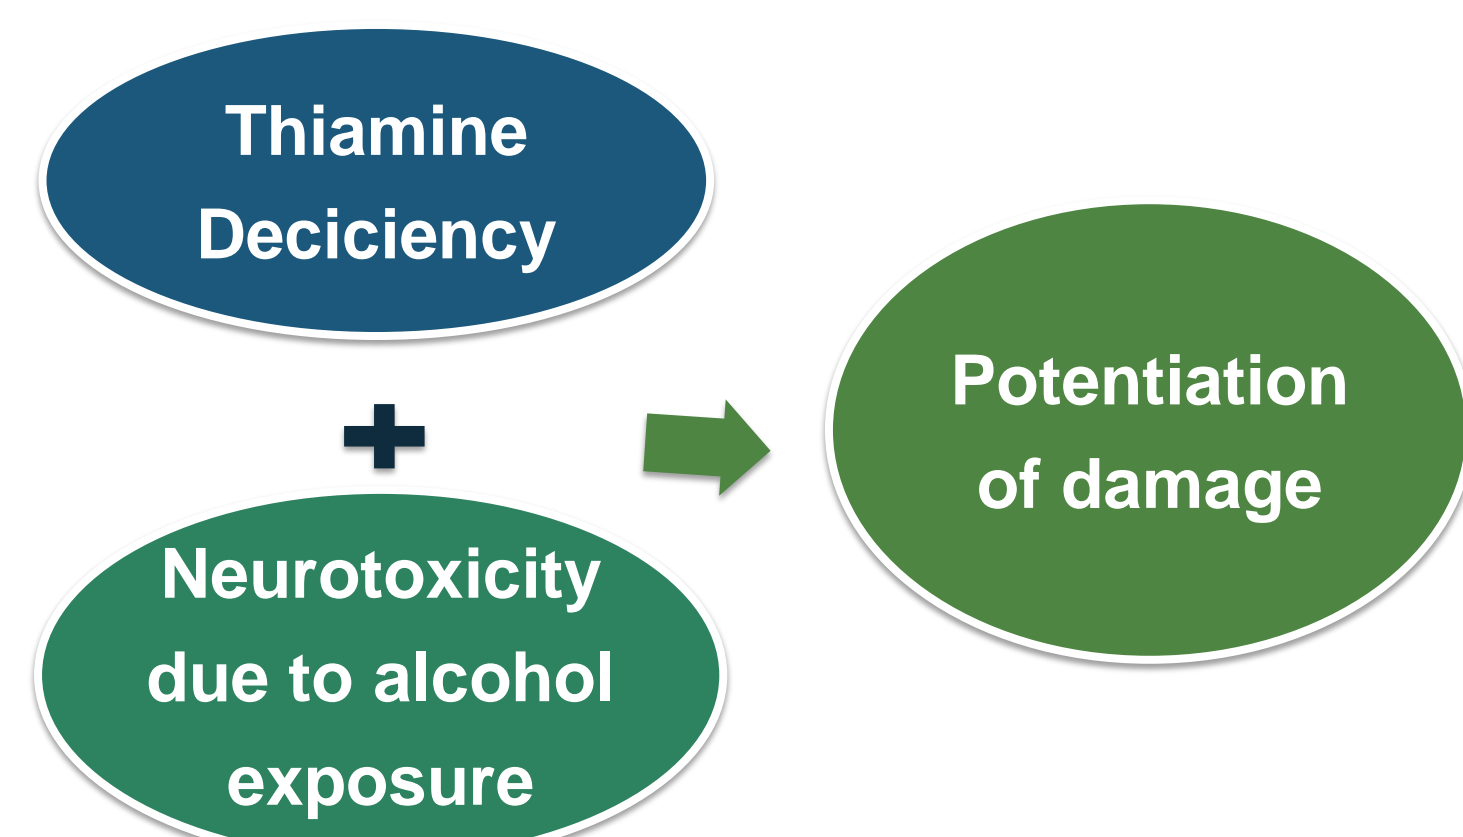 Thiamine
Deciciency
Neurotoxicity
due to alcohol
exposure
Potentiation
of damage